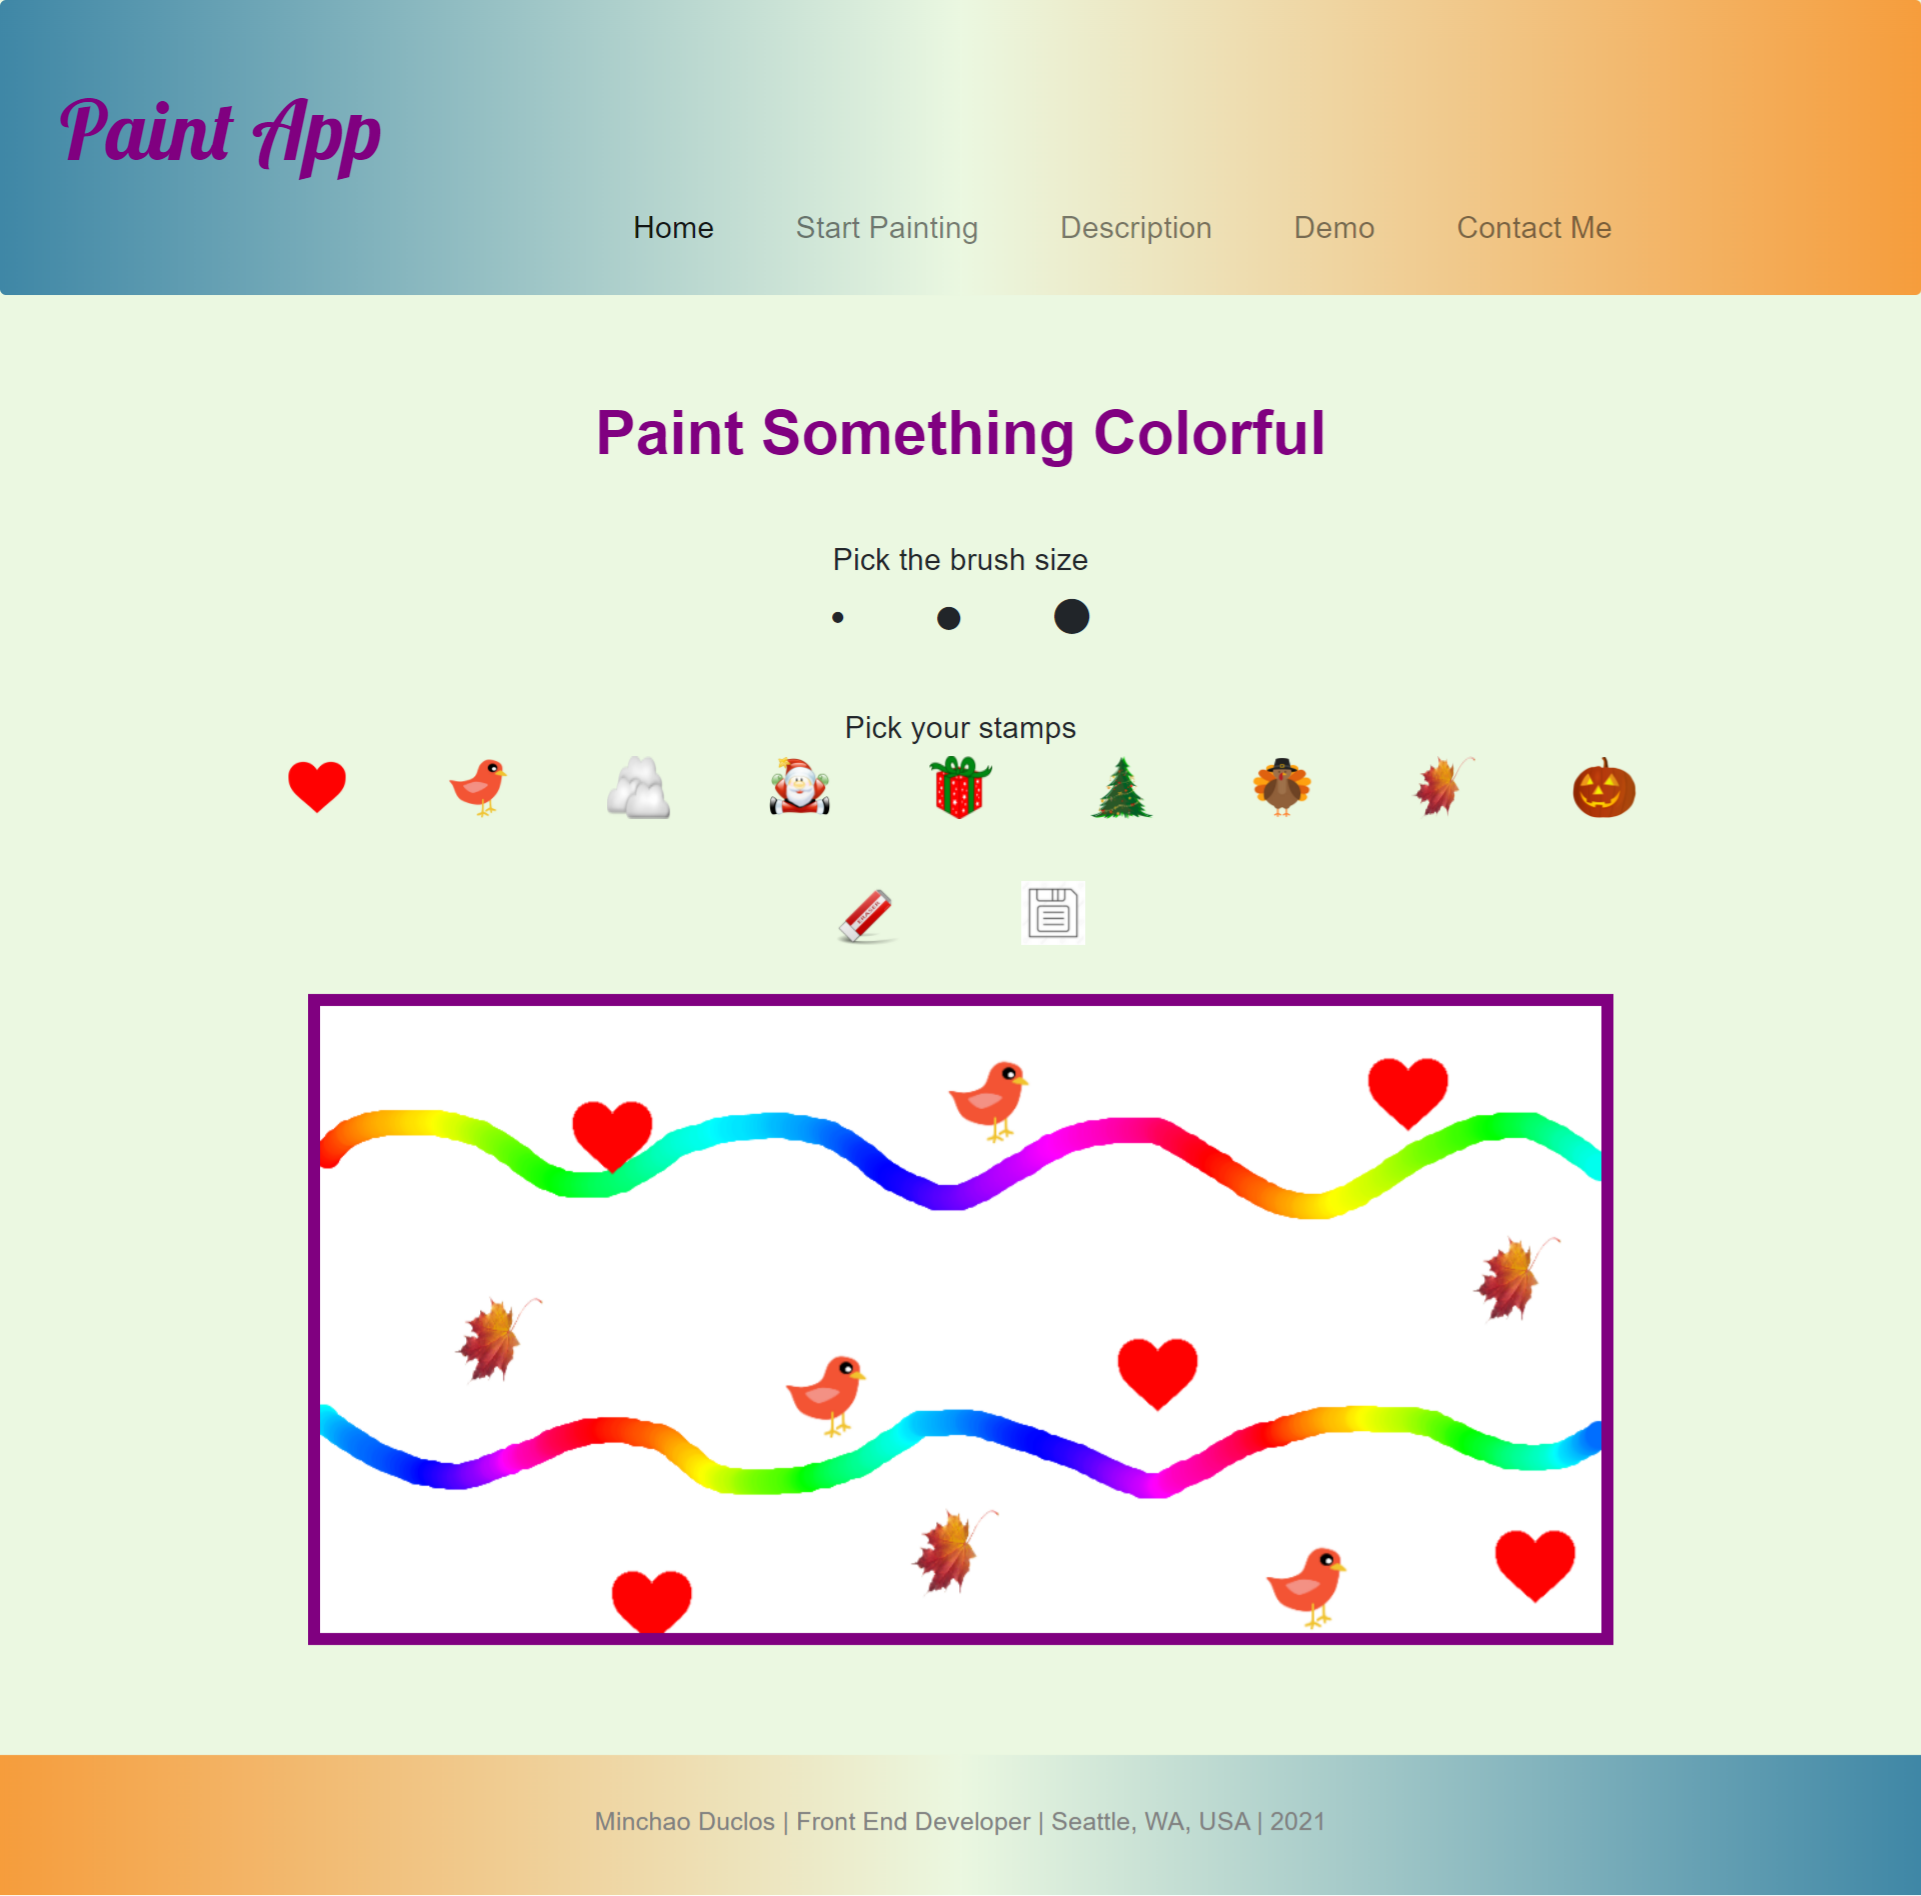 Paint App
Home Start Painting Description Demo Contact Me
Paint Something Colorful
Pick the brush size
Pick your stamps
ERASER
Minchao Duclos | Front End Developer | Seattle, WA, USA | 2021